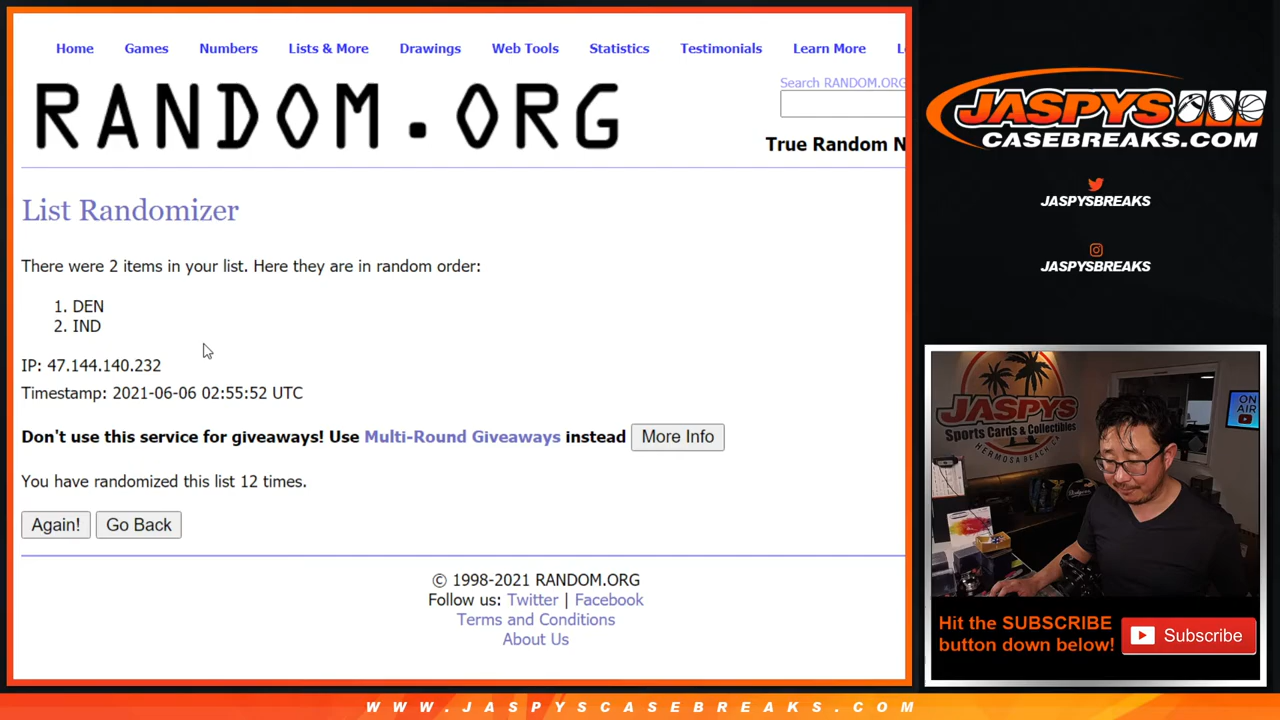 Home Games Numbers Lists & More Drawings Web Tools Statistics Testimonials Learn More
RANDOM.ORG
Search RANDOM.ORG
True Random N
List Randomizer
There were 2 items in your list. Here they are in random order:
1. DEN
2. IND
IP: 47.144.140.232
Timestamp: 2021-06-06 02:55:52 UTC
Don't use this service for giveaways! Use Multi-Round Giveaways instead More Info
You have randomized this list 12 times.
Again! Go Back
© 1998-2021 RANDOM.ORG
Follow us: Twitter | Facebook
Terms and Conditions
About Us
JASPYS
CASEBREAKS.COM
JASPYSBREAKS
JASPYSBREAKS
JASPYS
Sports Cards & Collectibles
HERMOSA BEACH
ON
AIR
Hit the SUBSCRIBE
button down below!
Subscribe
WWW.JASPYSCASEBREAKS.COM